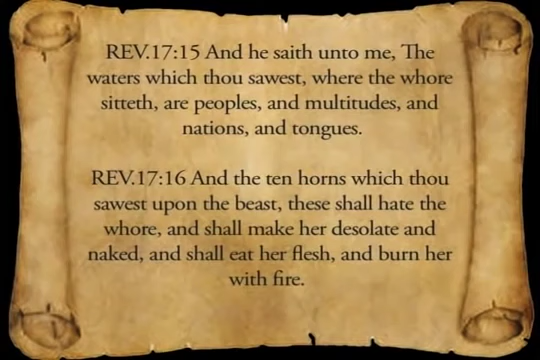 REV.17:15 And he saith unto me, The
waters which thou sawest, where the whore
sitteth, are peoples, and multitudes, and
nations, and tongues.
REV.17:16 And the ten horns which thou
sawest upon the beast, these shall hate the
whore, and shall make her desolate and
naked, and shall eat her flesh, and burn her
with fire.